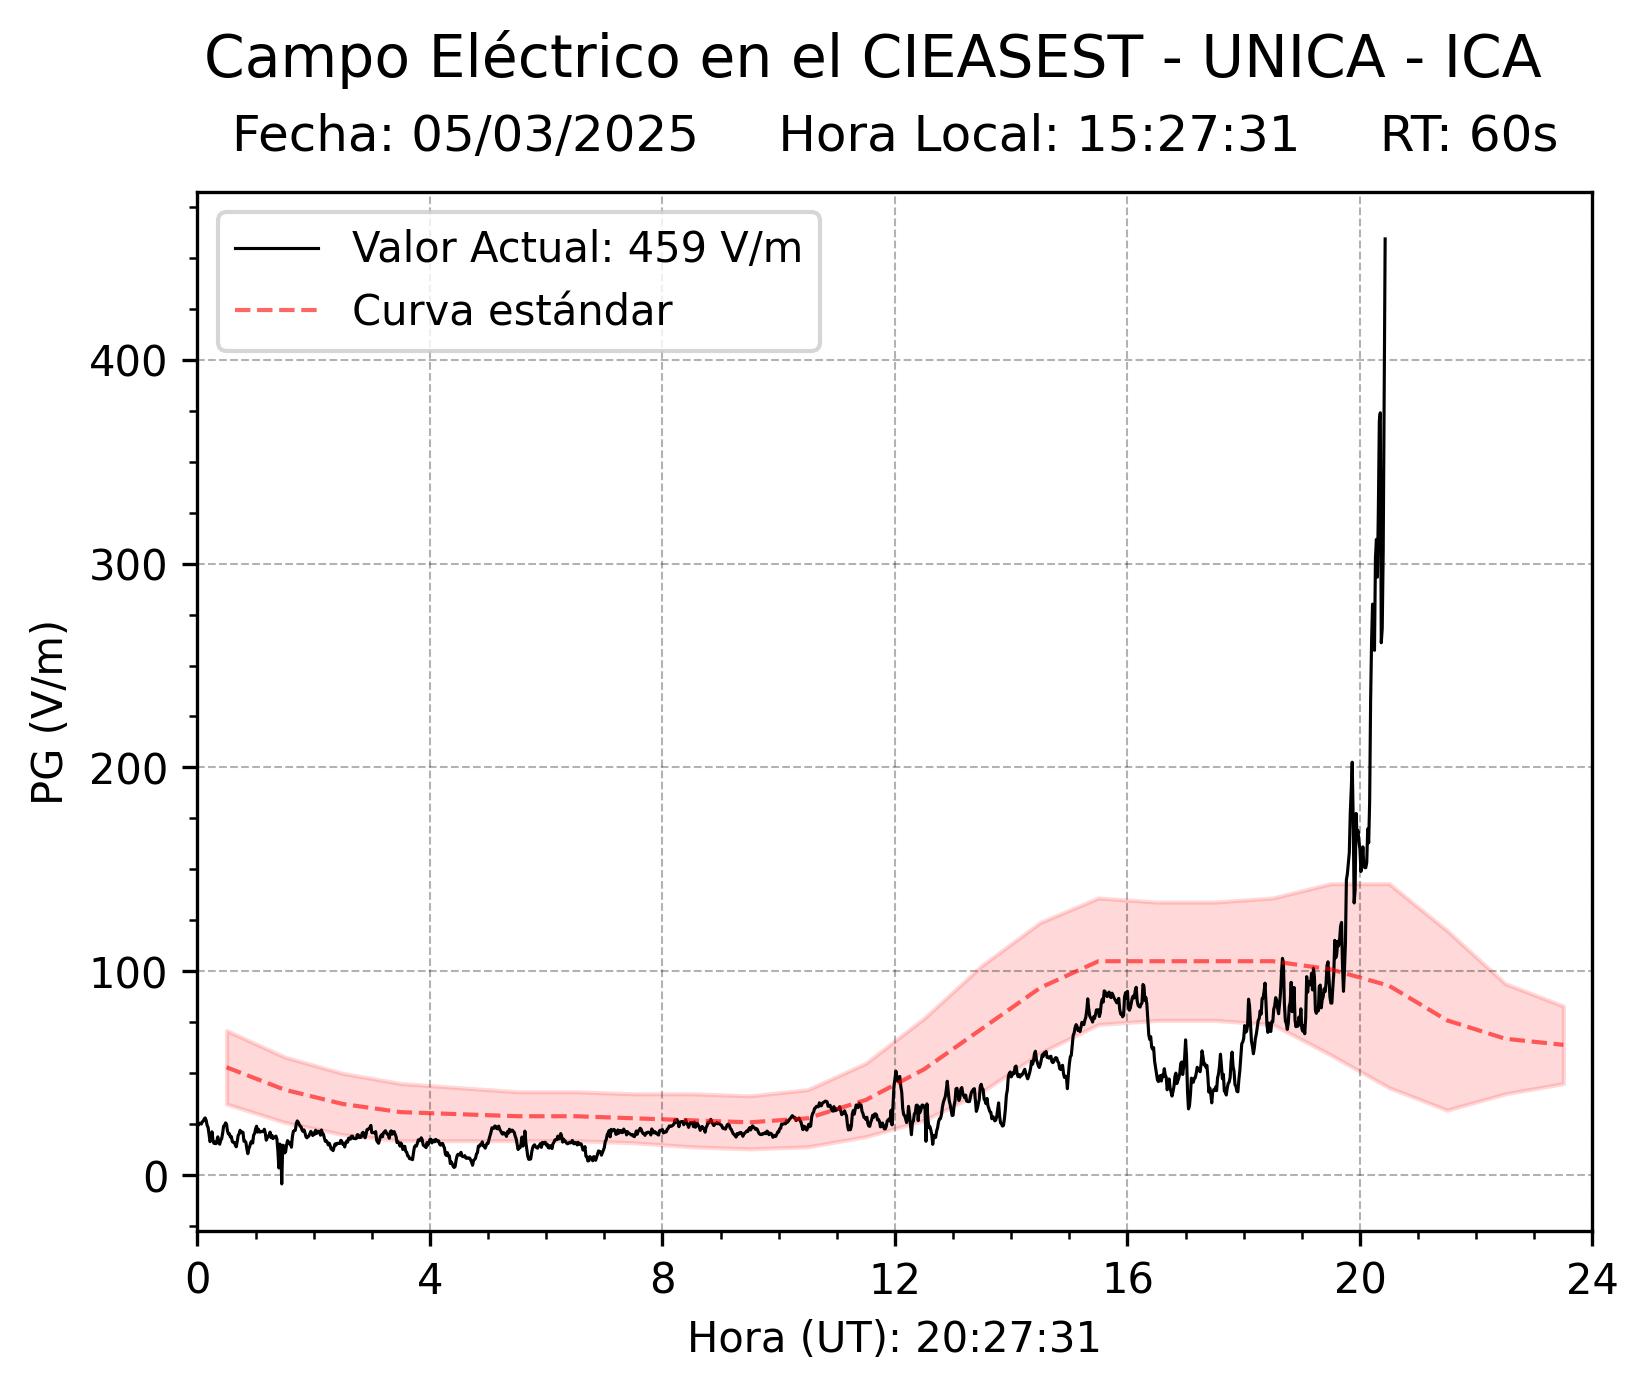 Campo Eléctrico en el CIEASEST - UNICA - ICA
Fecha: 05/03/2025 Hora Local: 15:27:31 RT: 60s
Valor Actual: 459 V/m
Curva estándar
400
300
200
100
0
PG (V/m)
0 4 8 12 16 20 24
Hora (UT): 20:27:31